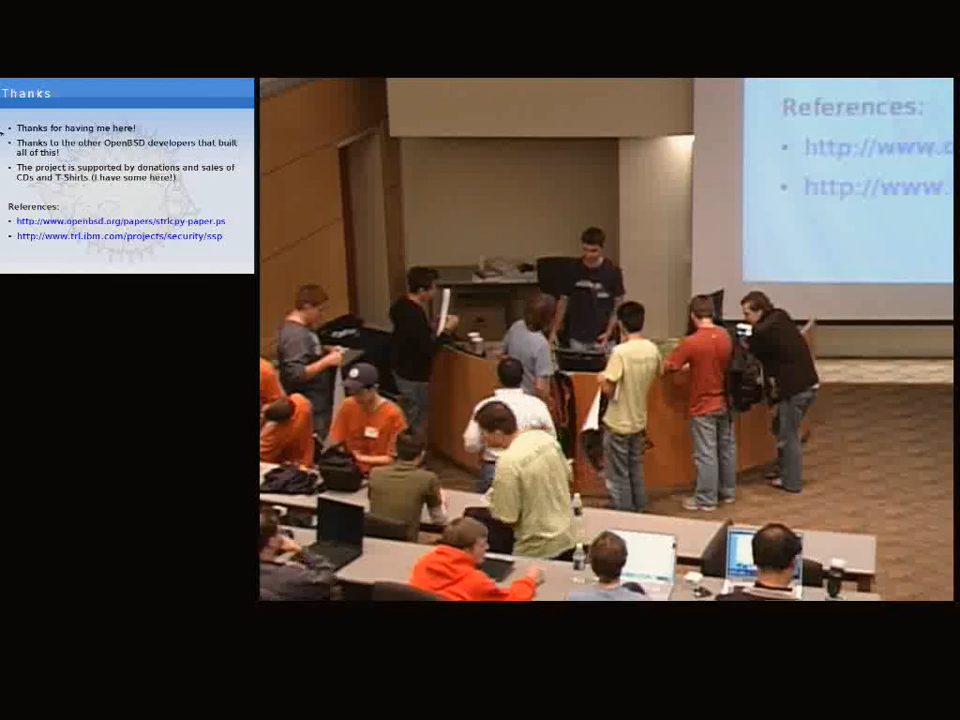 Thanks
• Thanks for having me here!
• Thanks to the other OpenBSD developers that built
all of this!
• The project is supported by donations and sales of
CDs and T-Shirts (I have some here!)
References:
• http://www.openbsd.org/papers/strlcpy-paper.ps
• http://www.trl.ibm.com/projects/security/ssp
References:
• http://www.
• http://www.